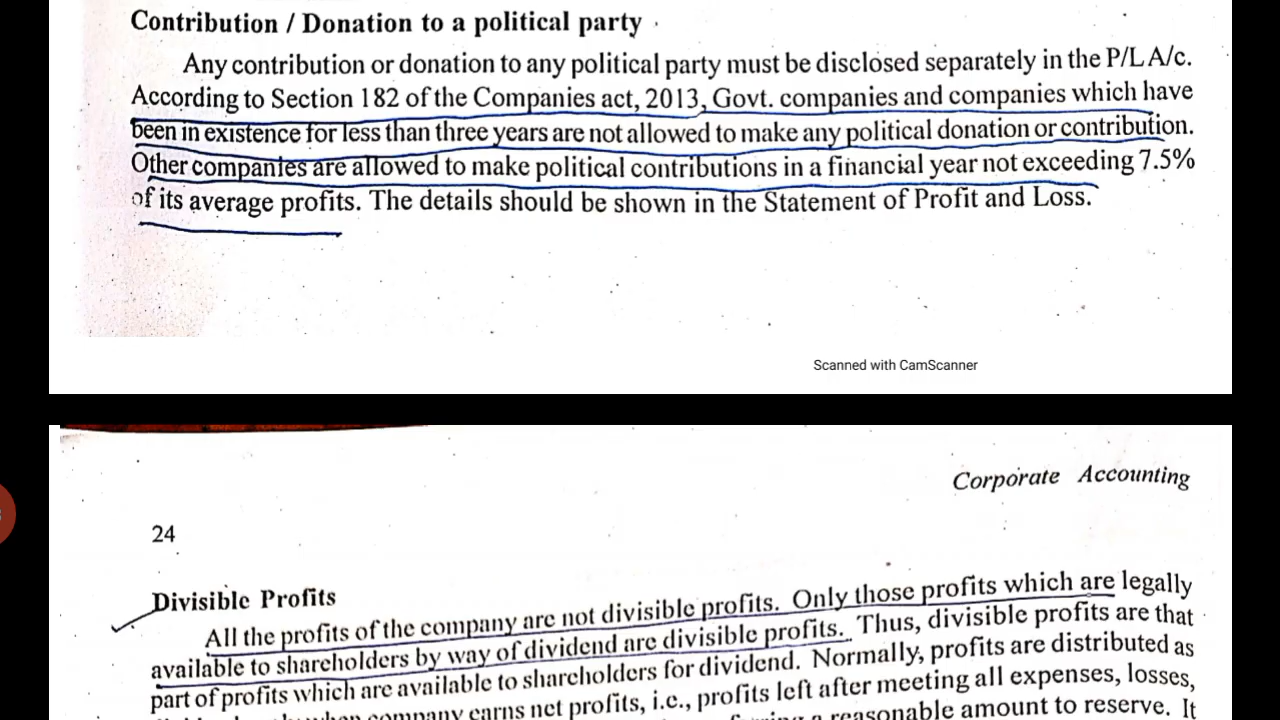 Contribution / Donation to a political party
Any contribution or donation to any political party must be disclosed separately in the P/L A/c.
According to Section 182 of the Companies act, 2013, Govt. companies and companies which have
been in existence for less than three years are not allowed to make any political donation or contribution.
Other companies are allowed to make political contributions in a financial year not exceeding 7.5%
of its average profits. The details should be shown in the Statement of Profit and Loss.
Scanned with CamScanner
Corporate Accounting
24
Divisible Profits
All the profits of the company are not divisible profits. Only those profits which are legally
available to shareholders by way of dividend are divisible profits. Thus, divisible profits are that
part of profits which are available to shareholders for dividend. Normally, profits are distributed as
company earns net profits, i.e., profits left after meeting all expenses, losses,
a reasonable amount to reserve. It